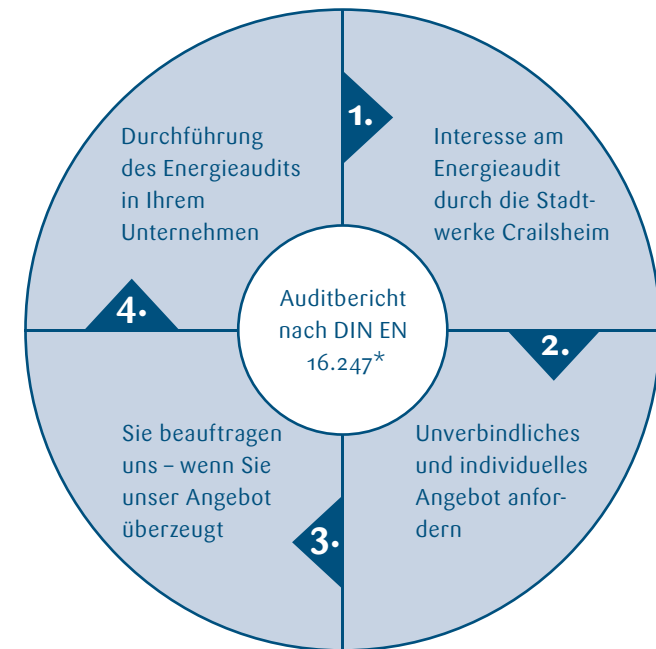 1.
Interesse am
Energieaudit
durch die Stadt-
werke Crailsheim
2.
Unverbindliches
und individuelles
Angebot anfor-
dern
3.
Sie beauftragen
uns – wenn Sie
unser Angebot
überzeugt
4.
Durchführung
des Energieaudits
in Ihrem
Unternehmen
Auditbericht
nach DIN EN
16.247*